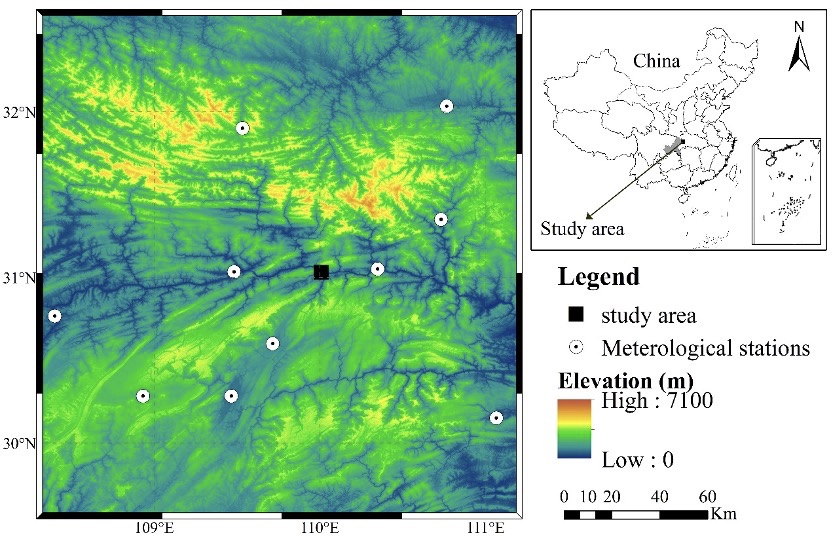 32°N
31°N
30°N
109°E
110°E
111°E
China
N
Study area
Legend
study area
Meterological stations
Elevation (m)
High : 7100
Low : 0
0 10 20 40 60
Km